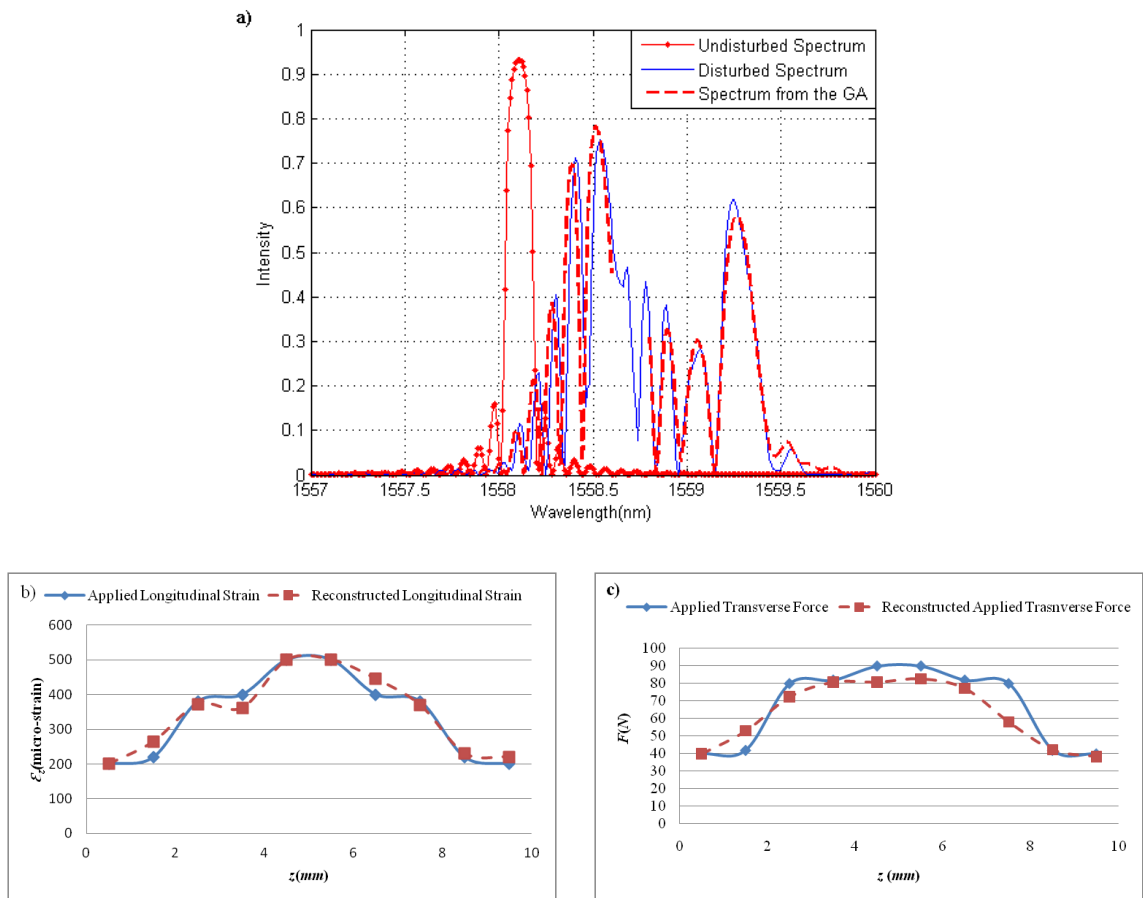 a)
Undisturbed Spectrum
Disturbed Spectrum
Spectrum from the GA
1
0.9
0.8
0.7
0.6
0.5
0.4
0.3
0.2
0.1
0
Intensity
1557 1557.5 1558 1558.5 1559 1559.5 1560
Wavelength(nm)
b)
Applied Longitudinal Strain Reconstructed Longitudinal Strain
600
500
400
300
200
100
0
Ɛz(micro-strain)
0 2 4 6 8 10
z(mm)
c)
Applied Transverse Force Reconstructed Applied Trasnverse Force
100
90
80
70
60
50
40
30
20
10
0
F(N)
0 2 4 6 8 10
z (mm)